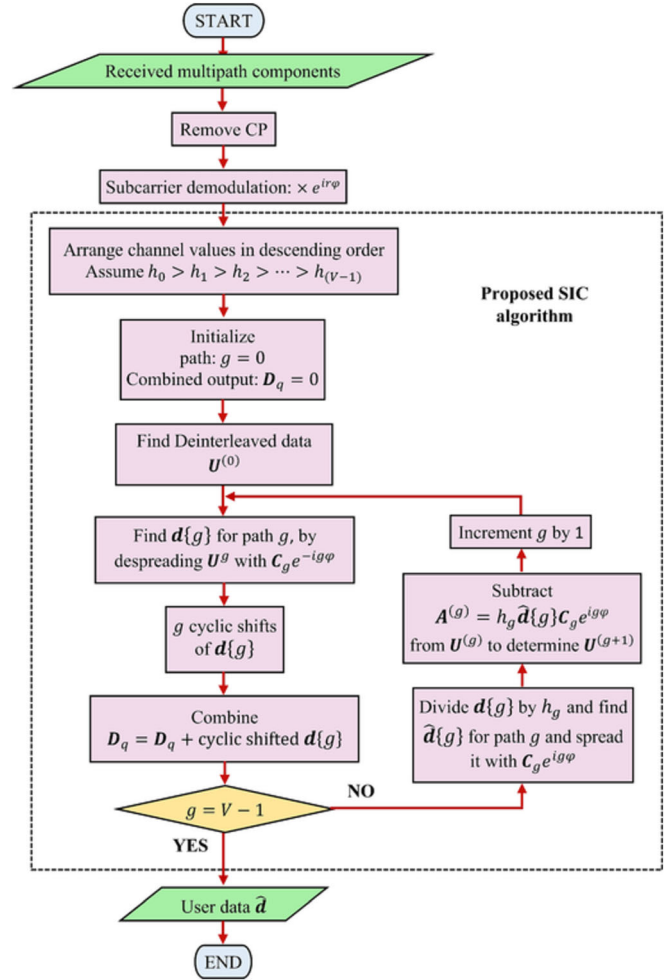 START
Received multipath components
Remove CP
Subcarrier demodulation: × e^{irφ}
Arrange channel values in descending order
Assume h_0 > h_1 > h_2 > ⋯ > h_{(V−1)}
Proposed SIC
algorithm
Initialize
path: g = 0
Combined output: D_q = 0
Find Deinterleaved data
U^{(0)}
Find d{g} for path g, by
despreading U^g with C_g e^{−igφ}
g cyclic shifts
of d{g}
Combine
D_q = D_q + cyclic shifted d{g}
g = V − 1
NO
Divide d{g} by h_g and find
d̂{g} for path g and spread
it with C_g e^{igφ}
Subtract
A^{(g)} = h_g d̂{g}C_g e^{igφ}
from U^{(g)} to determine U^{(g+1)}
Increment g by 1
YES
User data d̂
END